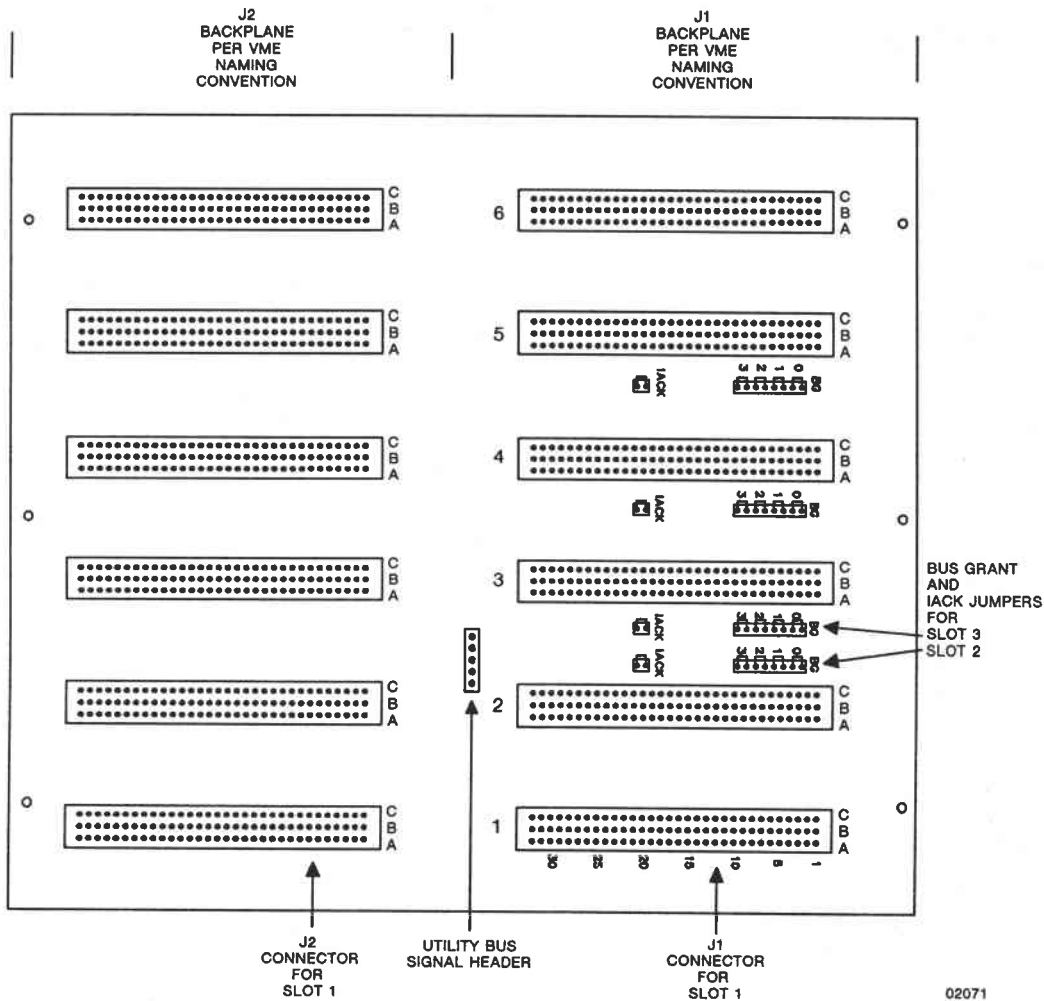 J2
BACKPLANE
PER VME
NAMING
CONVENTION
J1
BACKPLANE
PER VME
NAMING
CONVENTION
C
B
A
6
C
B
A
C
B
A
5
C
B
A
IACK
3 2 1 0
BG
C
B
A
4
C
B
A
IACK
3 2 1 0
BG
C
B
A
3
C
B
A
IACK
3 2 1 0
BG
IACK
3 2 1 0
BG
BUS GRANT
AND
IACK JUMPERS
FOR
SLOT 3
SLOT 2
C
B
A
2
C
B
A
C
B
A
1
C
B
A
30 25 20 15 10 5 1
J2
CONNECTOR
FOR
SLOT 1
UTILITY BUS
SIGNAL HEADER
J1
CONNECTOR
FOR
SLOT 1
02071